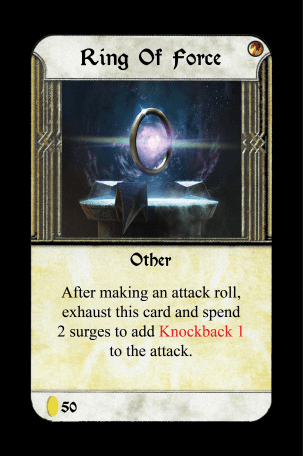 Ring Of Force
Other
After making an attack roll,
exhaust this card and spend
2 surges to add Knockback 1
to the attack.
50